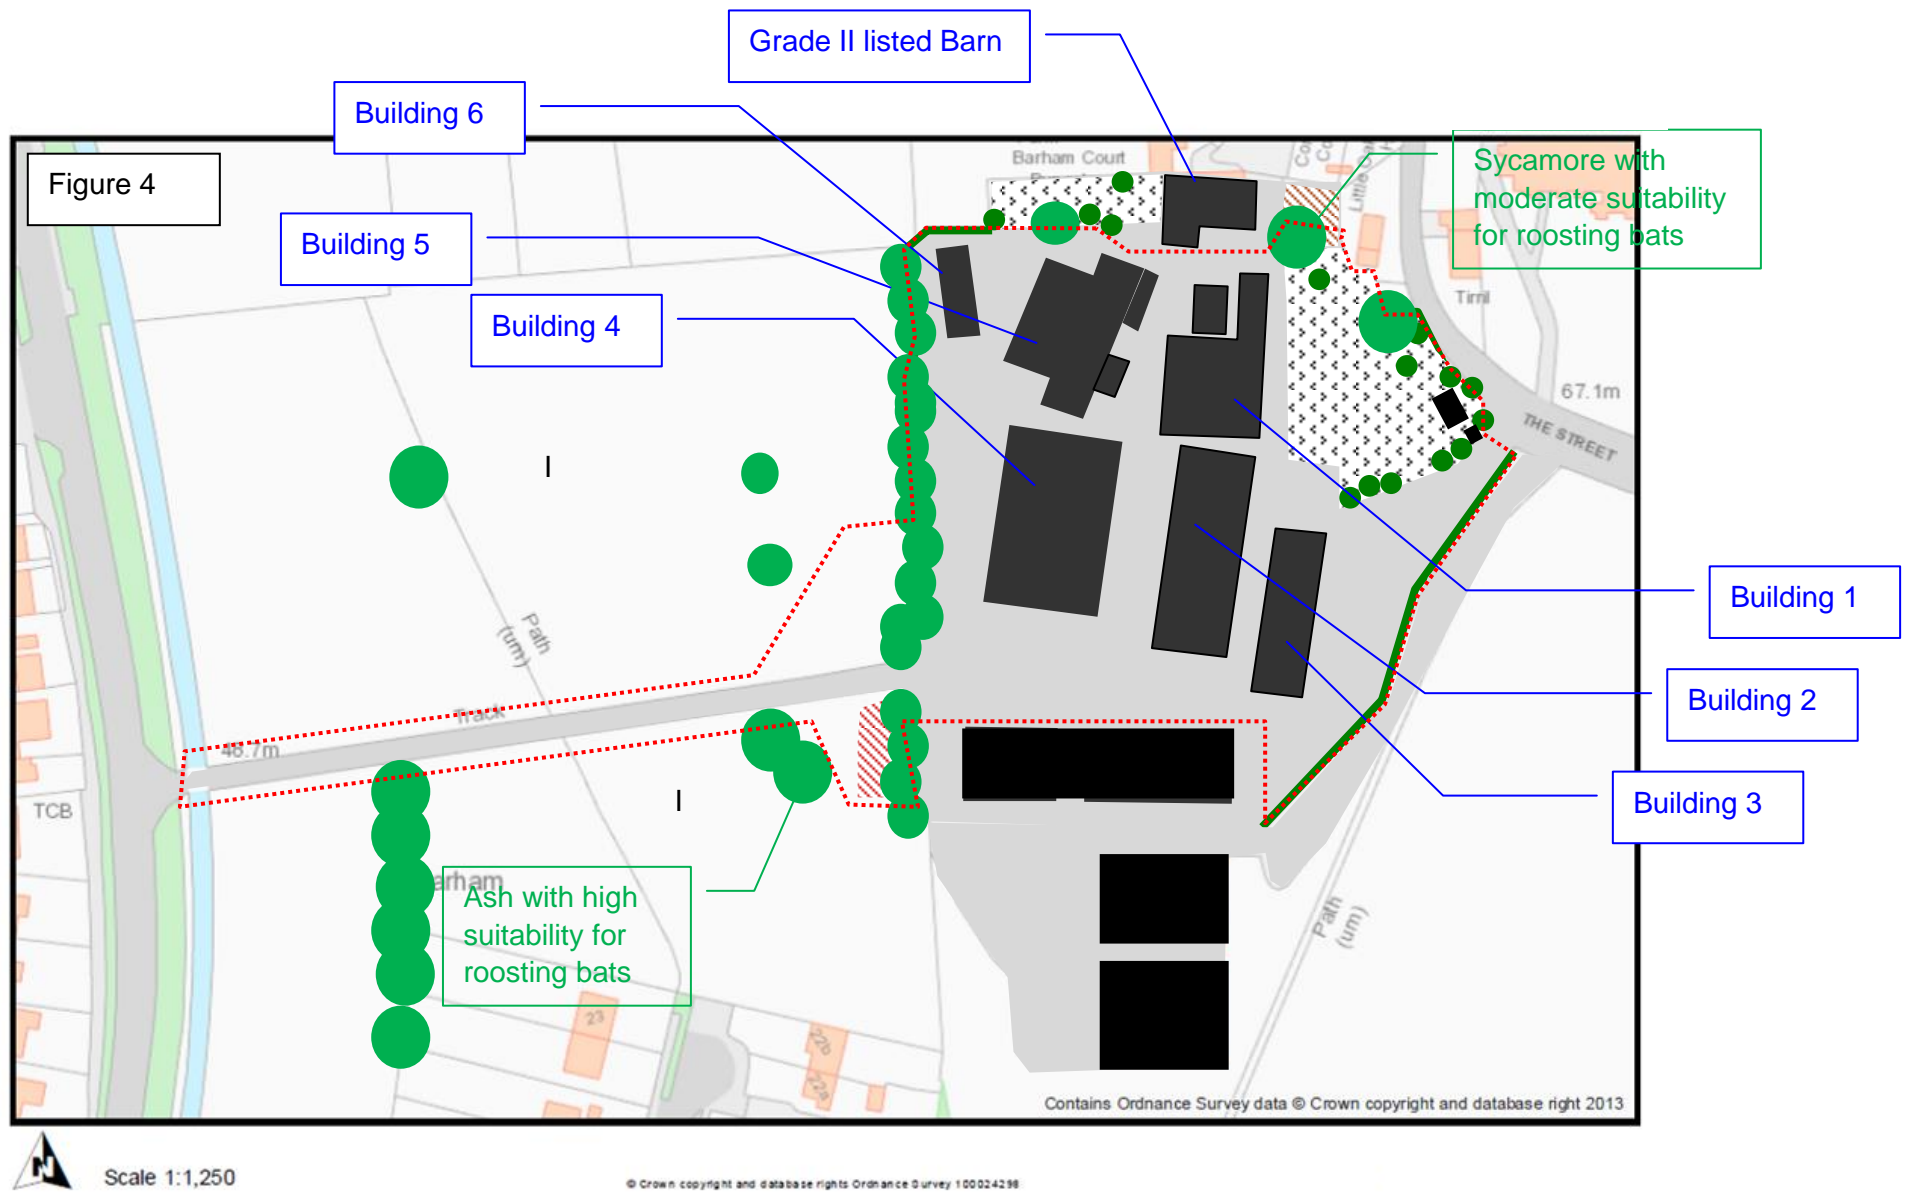 Grade II listed Barn
Building 6
Figure 4
Barham Court
Sycamore with
moderate suitability
for roosting bats
Building 5
Building 4
Tirril
67.1m
THE STREET
I
Path
(um)
Building 1
Building 2
Track
48.7m
TCB
I
Building 3
arham
Ash with high
suitability for
roosting bats
Path
(um)
23
22b
22a
Contains Ordnance Survey data © Crown copyright and database right 2013
N
Scale 1:1,250
© Crown copyright and database rights Ordnance Survey 100024298